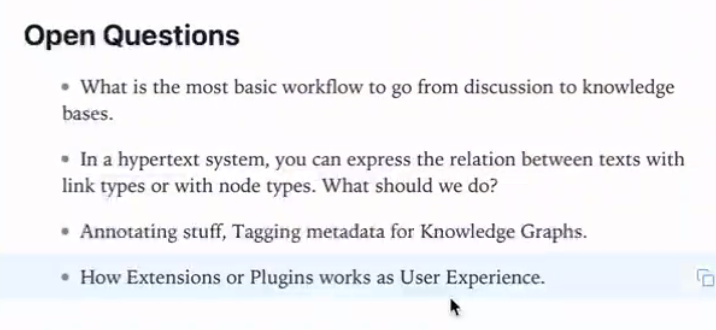 Open Questions
• What is the most basic workflow to go from discussion to knowledge
bases.
• In a hypertext system, you can express the relation between texts with
link types or with node types. What should we do?
• Annotating stuff, Tagging metadata for Knowledge Graphs.
• How Extensions or Plugins works as User Experience.